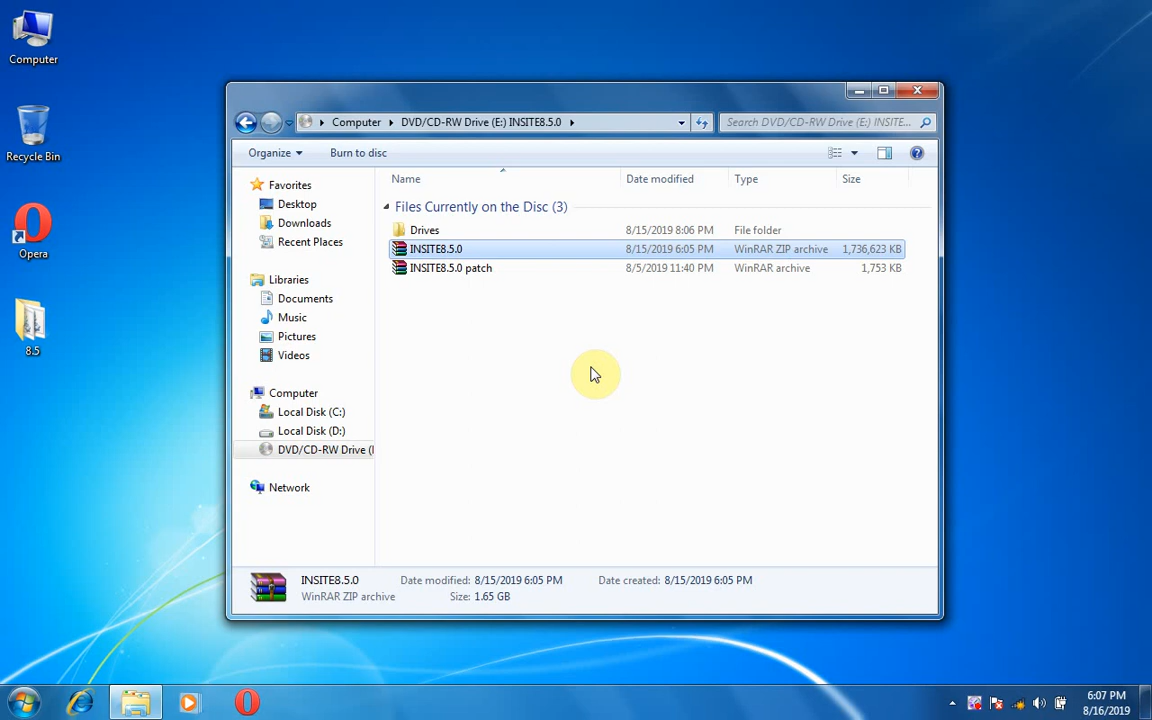 Computer
Recycle Bin
Opera
8.5
Computer
DVD/CD-RW Drive (E:) INSITE8.5.0
Search DVD/CD-RW Drive (E:) INSITE...
Organize
Burn to disc
Favorites
Desktop
Downloads
Recent Places
Libraries
Documents
Music
Pictures
Videos
Computer
Local Disk (C:)
Local Disk (D:)
DVD/CD-RW Drive (
Network
Name Date modified Type Size
Files Currently on the Disc (3)
Drives 8/15/2019 8:06 PM File folder
INSITE8.5.0 8/15/2019 6:05 PM WinRAR ZIP archive 1,736,623 KB
INSITE8.5.0 patch 8/5/2019 11:40 PM WinRAR archive 1,753 KB
INSITE8.5.0 Date modified: 8/15/2019 6:05 PM Date created: 8/15/2019 6:05 PM
WinRAR ZIP archive Size: 1.65 GB
6:07 PM
8/16/2019